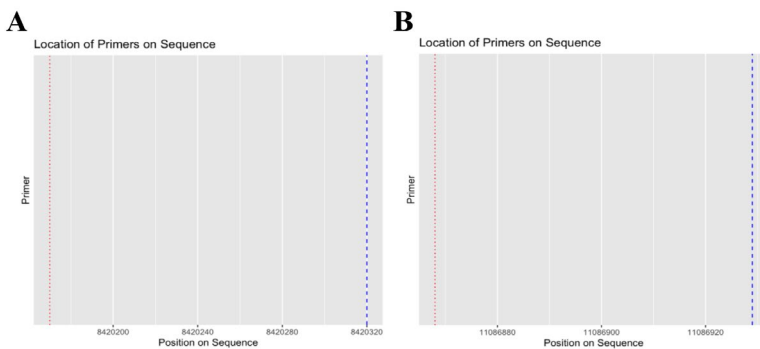 A
Location of Primers on Sequence
Primer
8420200 8420240 8420280 8420320
Position on Sequence
B
Location of Primers on Sequence
Primer
11086880 11086900 11086920
Position on Sequence